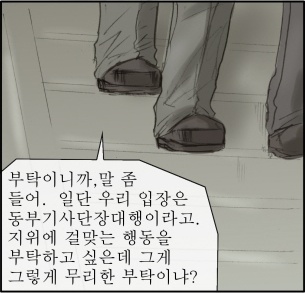 부탁이니까,말 좀
들어. 일단 우리 입장은
동부기사단장대행이라고.
지위에 걸맞는 행동을
부탁하고 싶은데 그게
그렇게 무리한 부탁이냐?